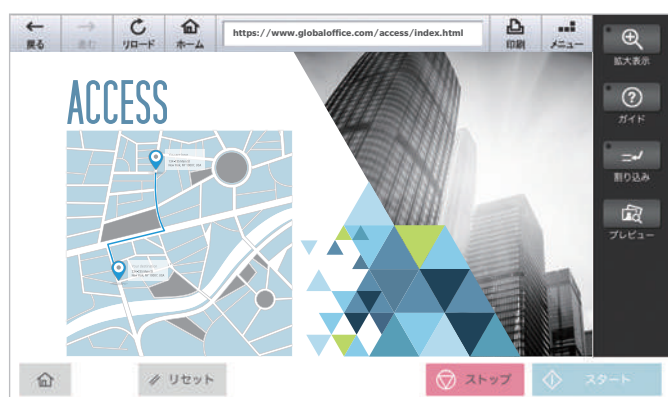 戻る
進む
リロード
ホーム
https://www.globaloffice.com/access/index.html
印刷
メニュー
拡大表示
ガイド
割り込み
プレビュー
ACCESS
リセット
ストップ
スタート